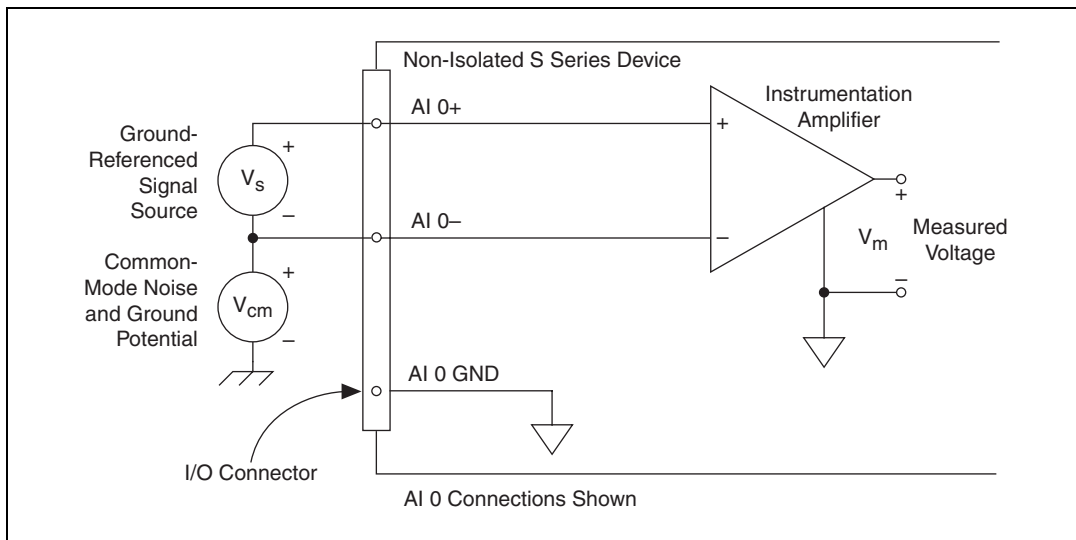 Non-Isolated S Series Device
AI 0+
Instrumentation
Amplifier
+
Ground-
Referenced
Signal
Source
+
Vs
–
+
Vm
–
Measured
Voltage
AI 0–
–
Common-
Mode Noise
and Ground
Potential
+
Vcm
–
AI 0 GND
I/O Connector
AI 0 Connections Shown